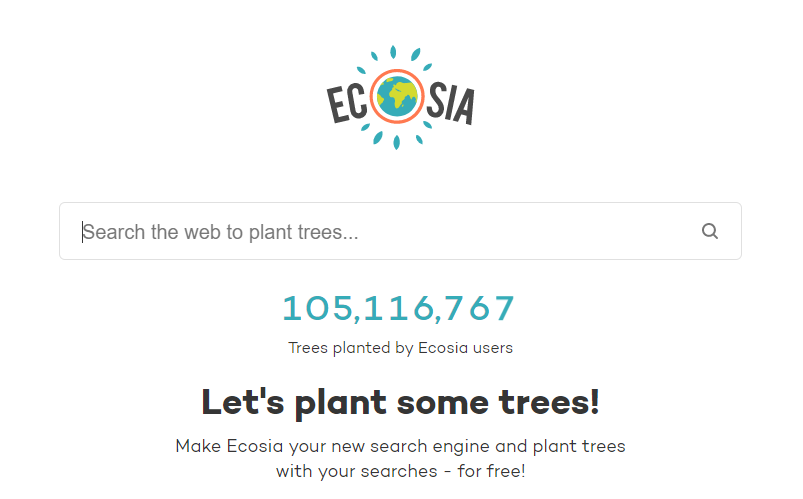 ECOSIA
Search the web to plant trees...
105,116,767
Trees planted by Ecosia users
Let's plant some trees!
Make Ecosia your new search engine and plant trees
with your searches - for free!